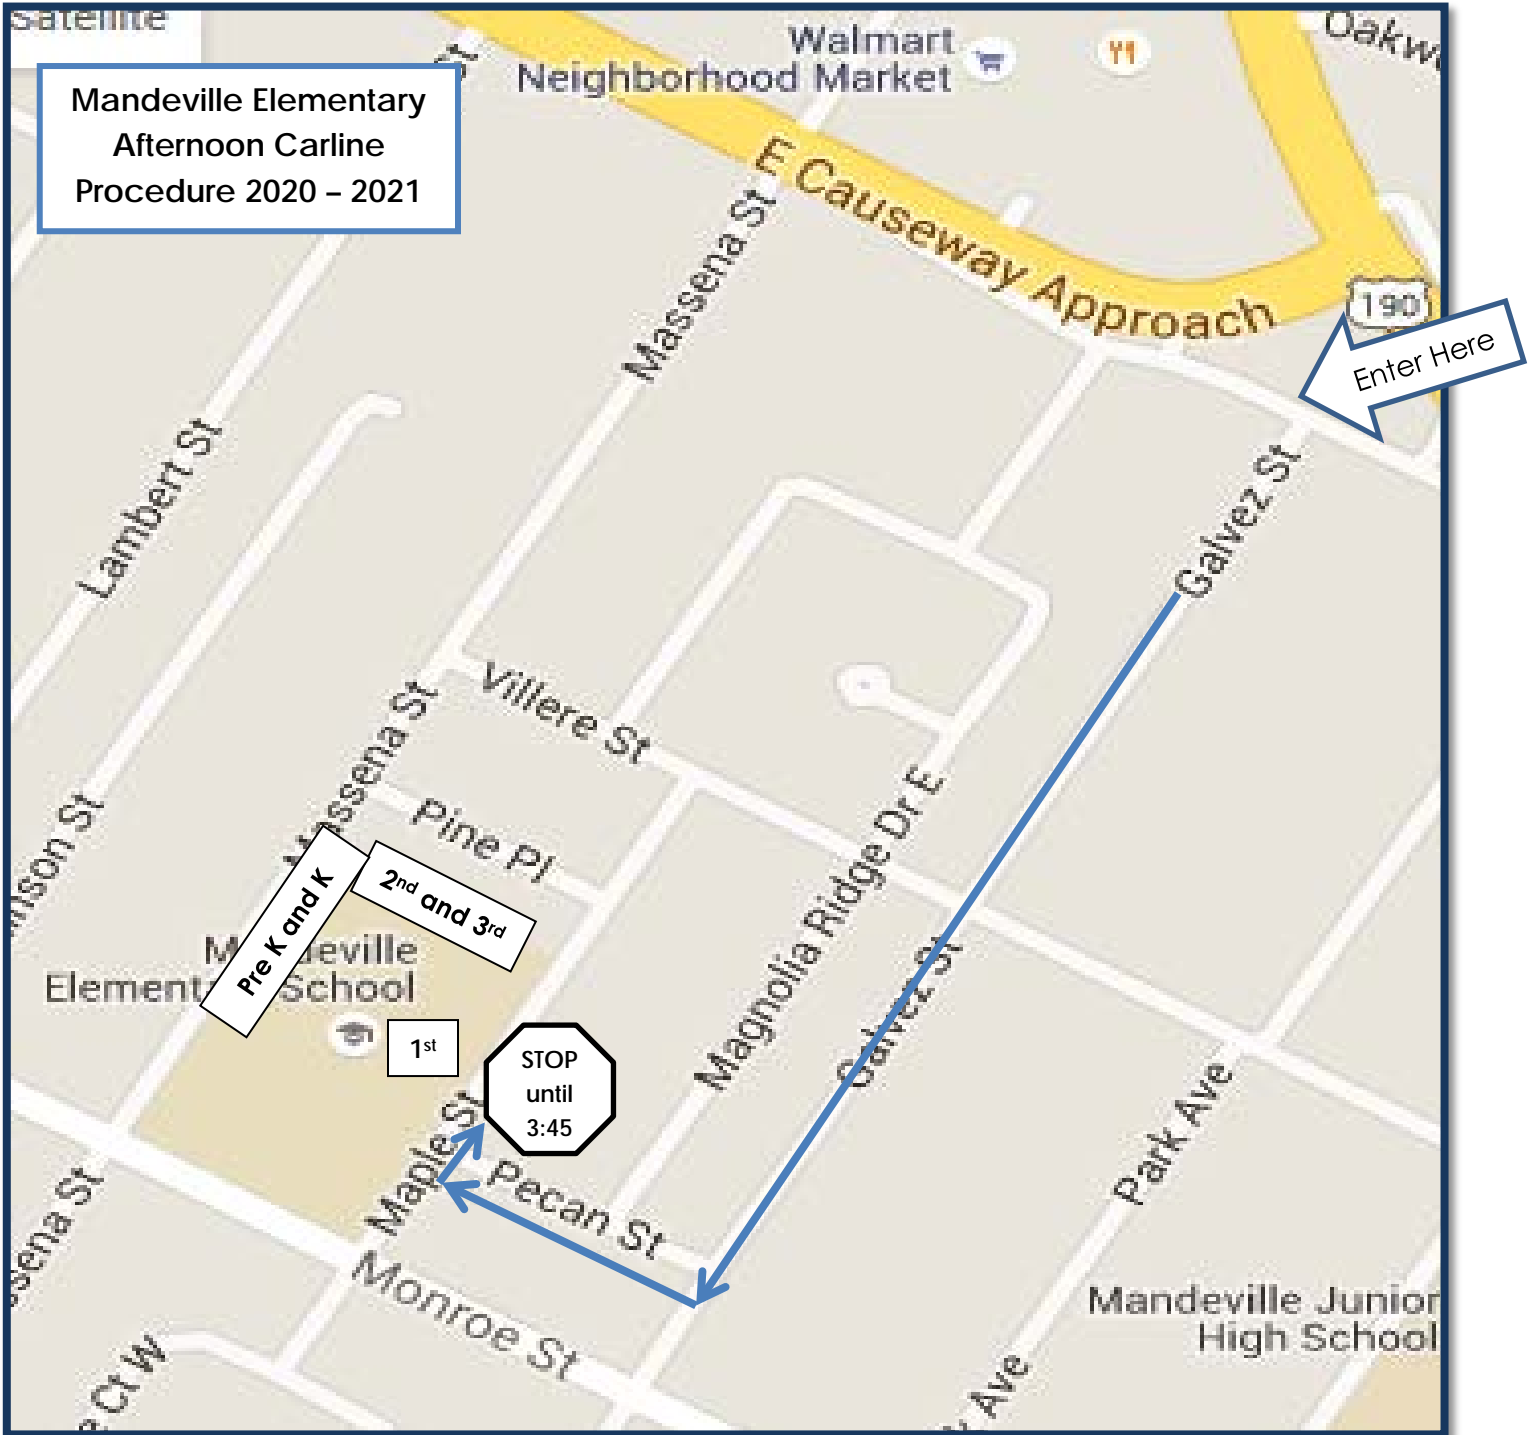 Satellite
Mandeville Elementary
Afternoon Carline
Procedure 2020 – 2021
St
Walmart
Neighborhood Market
E Causeway Approach
190
Enter Here
Massena St
Lambert St
Galvez St
Villere St
Massena St
Pine Pl
Magnolia Ridge Dr E
Galvez St
Pre K and K
2nd and 3rd
Elementary School
1st
STOP
until
3:45
Maple St
Pecan St
Park Ave
Monroe St
Mandeville Junior
High School
Ct W
Ave